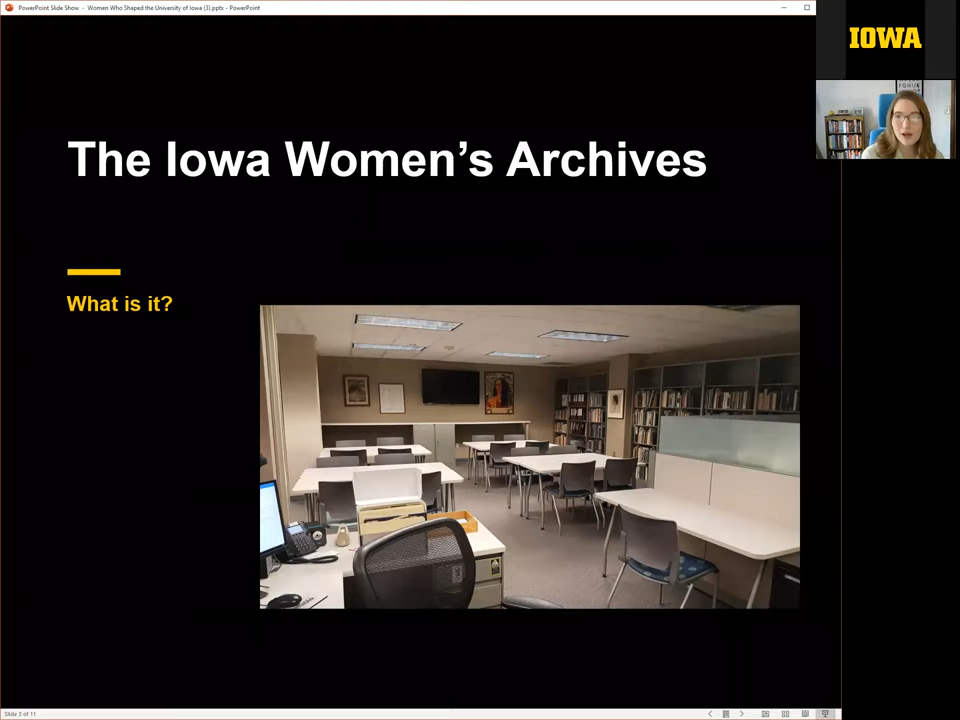 PowerPoint Slide Show - Women Who Shaped the University of Iowa (3).pptx - PowerPoint
IOWA
The Iowa Women's Archives
What is it?
Slide 2 of 11